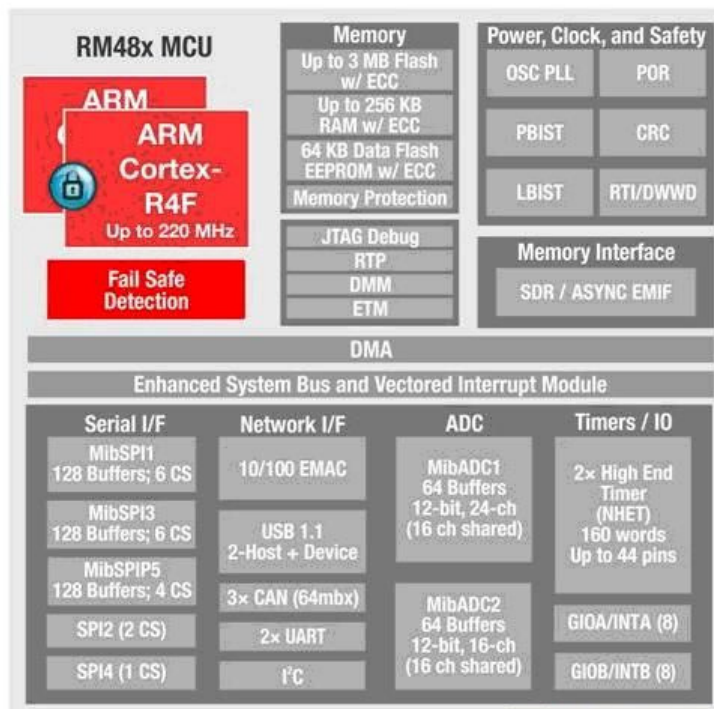 RM48x MCU
ARM
ARM
Cortex-
R4F
Up to 220 MHz
Fail Safe
Detection
Memory
Up to 3 MB Flash
w/ ECC
Up to 256 KB
RAM w/ ECC
64 KB Data Flash
EEPROM w/ ECC
Memory Protection
JTAG Debug
RTP
DMM
ETM
Power, Clock, and Safety
OSC PLL
POR
PBIST
CRC
LBIST
RTI/DWWD
Memory Interface
SDR / ASYNC EMIF
DMA
Enhanced System Bus and Vectored Interrupt Module
Serial I/F
MibSPI1
128 Buffers; 6 CS
MibSPI3
128 Buffers; 6 CS
MibSPIP5
128 Buffers; 4 CS
SPI2 (2 CS)
SPI4 (1 CS)
Network I/F
10/100 EMAC
USB 1.1
2-Host + Device
3× CAN (64mbx)
2× UART
I²C
ADC
MibADC1
64 Buffers
12-bit, 24-ch
(16 ch shared)
MibADC2
64 Buffers
12-bit, 16-ch
(16 ch shared)
Timers / IO
2× High End
Timer
(NHET)
160 words
Up to 44 pins
GIOA/INTA (8)
GIOB/INTB (8)